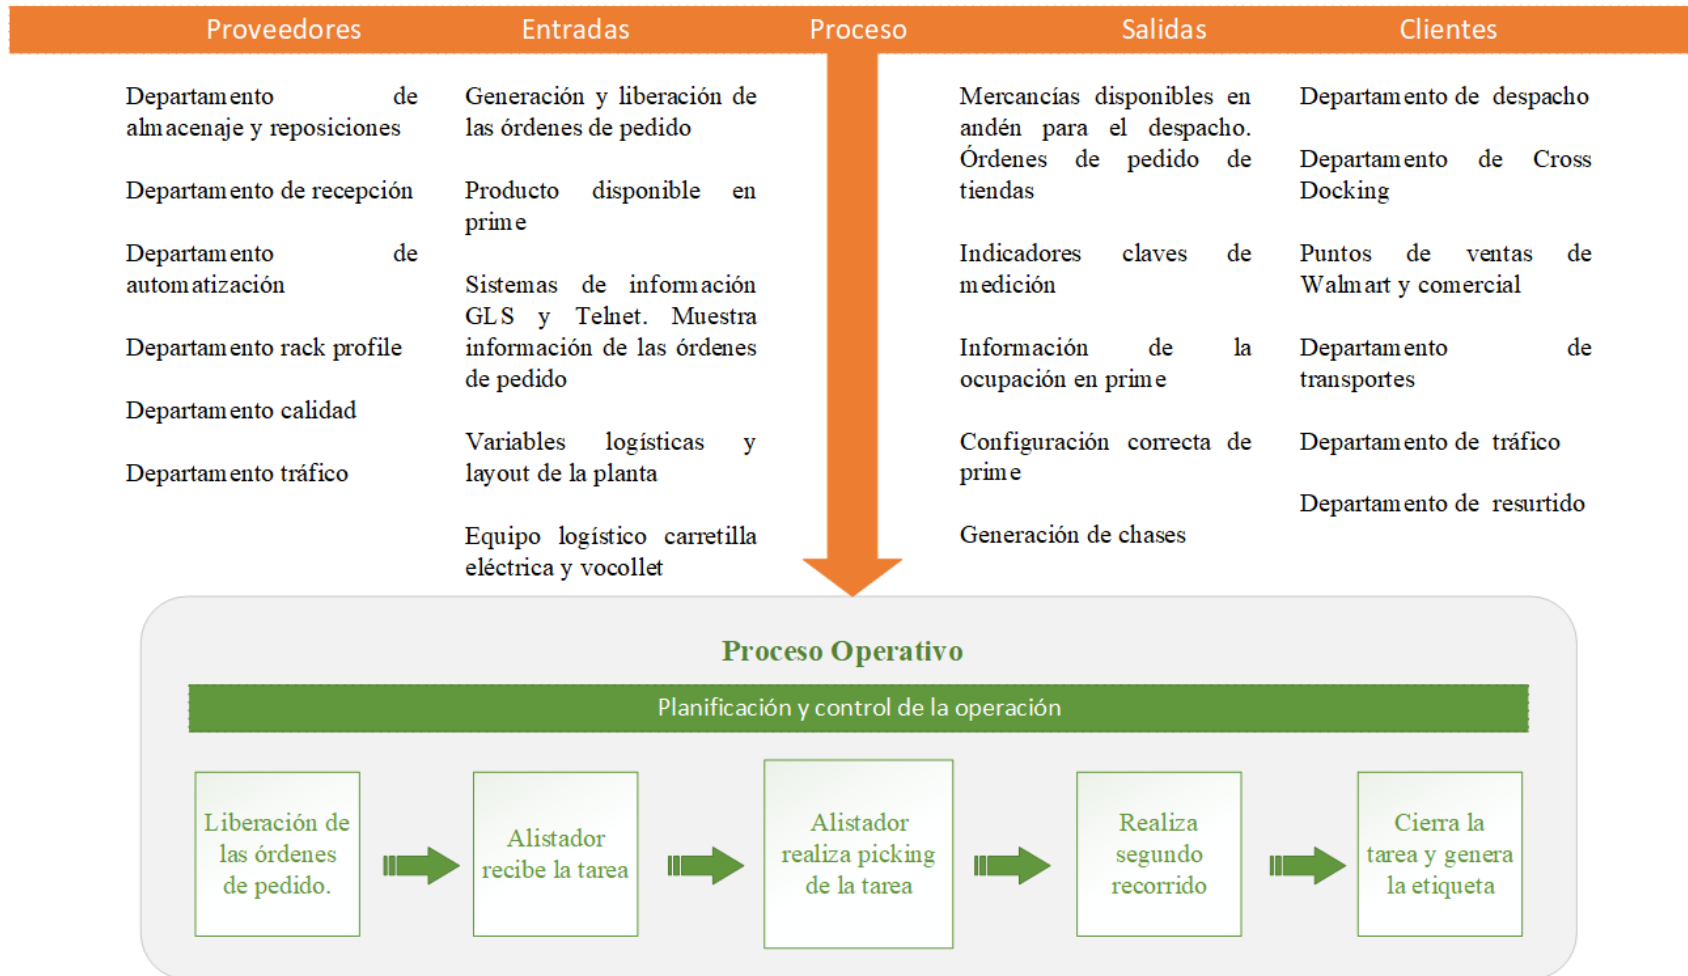 Proveedores
Entradas
Proceso
Salidas
Clientes
Departamento de
almacenaje y reposiciones
Departamento de recepción
Departamento de
automatización
Departamento rack profile
Departamento calidad
Departamento tráfico
Generación y liberación de
las órdenes de pedido
Producto disponible en
prime
Sistemas de información
GLS y Telnet. Muestra
información de las órdenes
de pedido
Variables logísticas y
layout de la planta
Equipo logístico carretilla
eléctrica y vocollet
Mercancías disponibles en
andén para el despacho.
Órdenes de pedido de
tiendas
Indicadores claves de
medición
Información de la
ocupación en prime
Configuración correcta de
prime
Generación de chases
Departamento de despacho
Departamento de Cross
Docking
Puntos de ventas de
Walmart y comercial
Departamento de
transportes
Departamento de tráfico
Departamento de resurtido
Proceso Operativo
Planificación y control de la operación
Liberación de
las órdenes
de pedido.
Alistador
recibe la tarea
Alistador
realiza picking
de la tarea
Realiza
segundo
recorrido
Cierra la
tarea y genera
la etiqueta